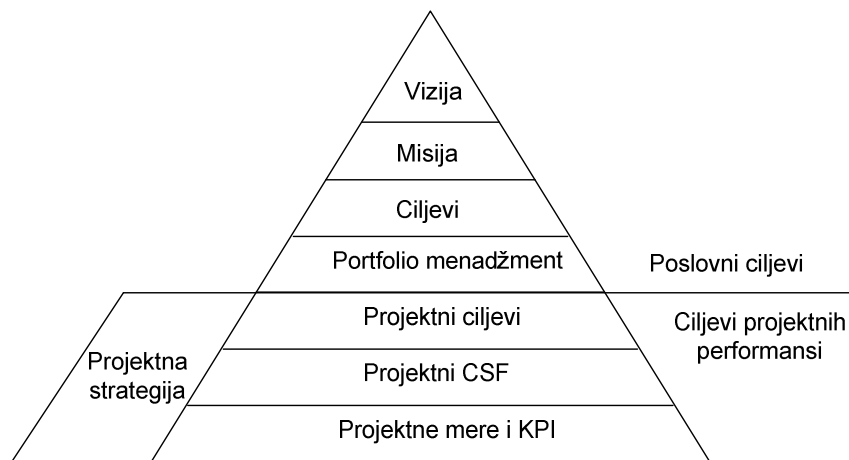 Vizija
Misija
Ciljevi
Portfolio menadžment
Poslovni ciljevi
Projektni ciljevi
Ciljevi projektnih
performansi
Projektna
strategija
Projektni CSF
Projektne mere i KPI